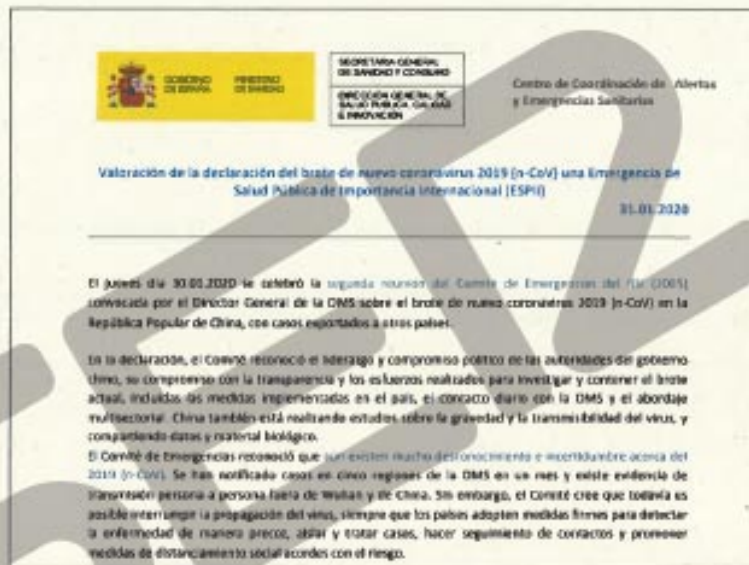 GOBIERNO DE ESPAÑA
MINISTERIO DE SANIDAD
SECRETARIA GENERAL
DE SANIDAD Y CONSUMO
DIRECCION GENERAL DE
SALUD PUBLICA, CALIDAD
E INNOVACIÓN
Centro de Coordinación de Alertas
y Emergencias Sanitarias
Valoración de la declaración del brote de nuevo coronavirus 2019 (n-CoV) una Emergencia de
Salud Pública de Importancia Internacional (ESPII)
31.01.2020
El jueves día 30.01.2020 se celebró la segunda reunión del Comité de Emergencias del RSI (2005)
convocada por el Director General de la OMS sobre el brote de nuevo coronavirus 2019 (n-CoV) en la
República Popular de China, con casos exportados a otros países.
En la declaración, el Comité reconoció el liderazgo y compromiso político de las autoridades del gobierno
chino, su compromiso con la transparencia y los esfuerzos realizados para investigar y contener el brote
actual, incluidas las medidas implementadas en el país, el contacto diario con la OMS y el abordaje
multisectorial. China también está realizando estudios sobre la gravedad y la transmisibilidad del virus, y
compartiendo datos y material biológico.
El Comité de Emergencias reconoció que aún existen mucho desconocimiento e incertidumbre acerca del
2019 (n-CoV). Se han notificado casos en cinco regiones de la OMS en un mes y existe evidencia de
transmisión persona a persona fuera de Wuhan y de China. Sin embargo, el Comité cree que todavía es
posible interrumpir la propagación del virus, siempre que los países adopten medidas firmes para detectar
la enfermedad de manera precoz, aislar y tratar casos, hacer seguimiento de contactos y promover
medidas de distanciamiento social acordes con el riesgo.